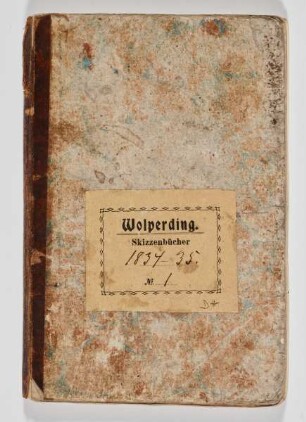 Wolperding.
Skizzenbücher
1834-35.
№ 1